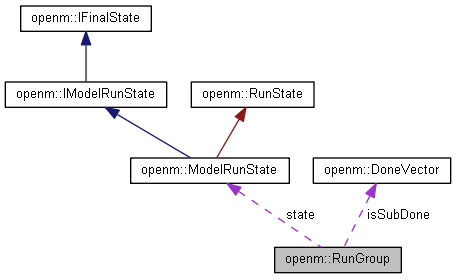 openm::IFinalState
openm::IModelRunState
openm::RunState
openm::ModelRunState
openm::DoneVector
state
isSubDone
openm::RunGroup